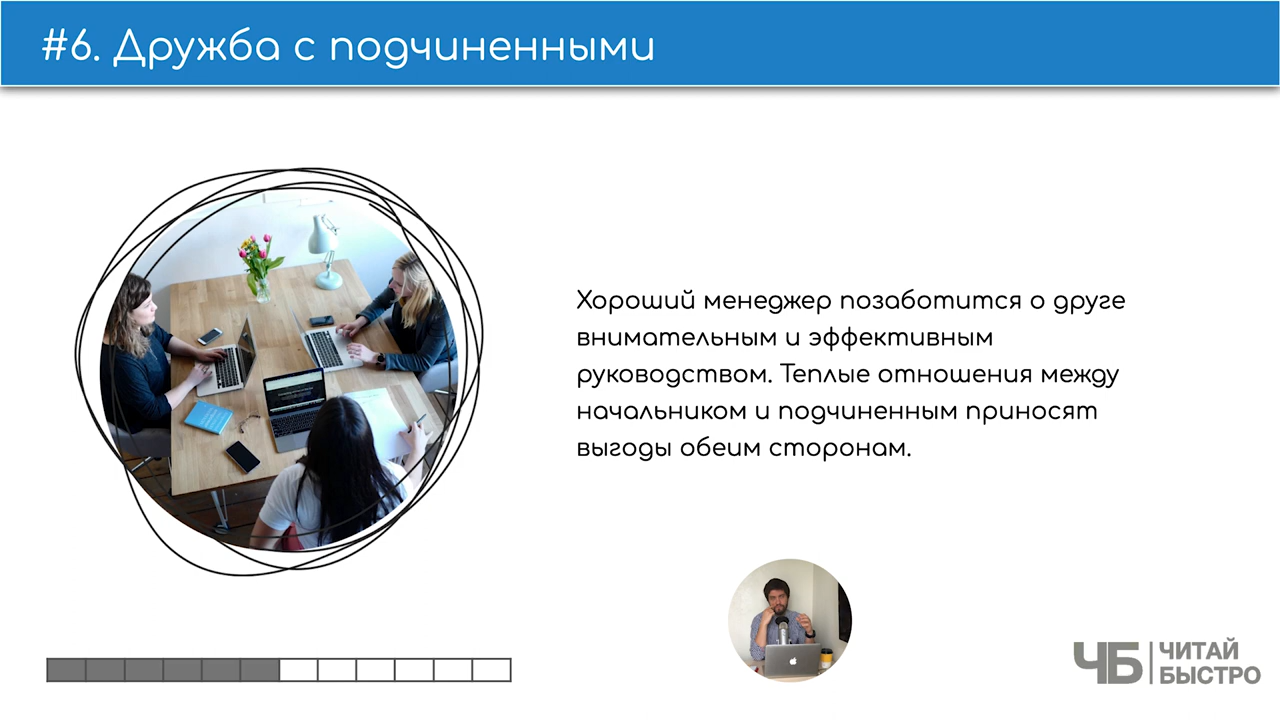 #6. Дружба с подчиненными
Хороший менеджер позаботится о друге
внимательным и эффективным
руководством. Теплые отношения между
начальником и подчиненным приносят
выгоды обеим сторонам.
ЧБ
ЧИТАЙ
БЫСТРО